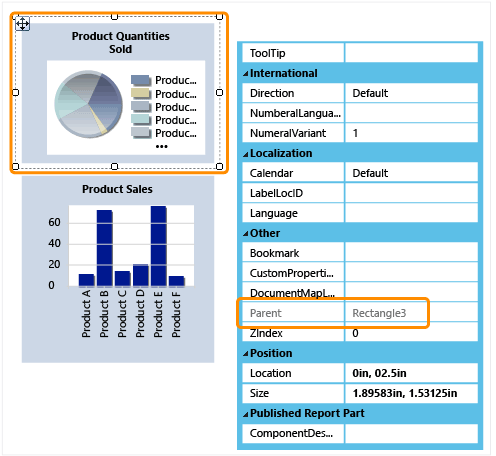 Product Quantities
Sold
Produc...
Produc...
Produc...
Produc...
Produc...
•••
Product Sales
60
40
20
0
Product A
Product B
Product C
Product D
Product E
Product F
ToolTip
International
Direction Default
NumberalLangua...
NumeralVariant 1
Localization
Calendar Default
LabelLocID
Language
Other
Bookmark
CustomProperti...
DocumentMapL...
Parent Rectangle3
ZIndex 0
Position
Location 0in, 02.5in
Size 1.89583in, 1.53125in
Published Report Part
ComponentDes...